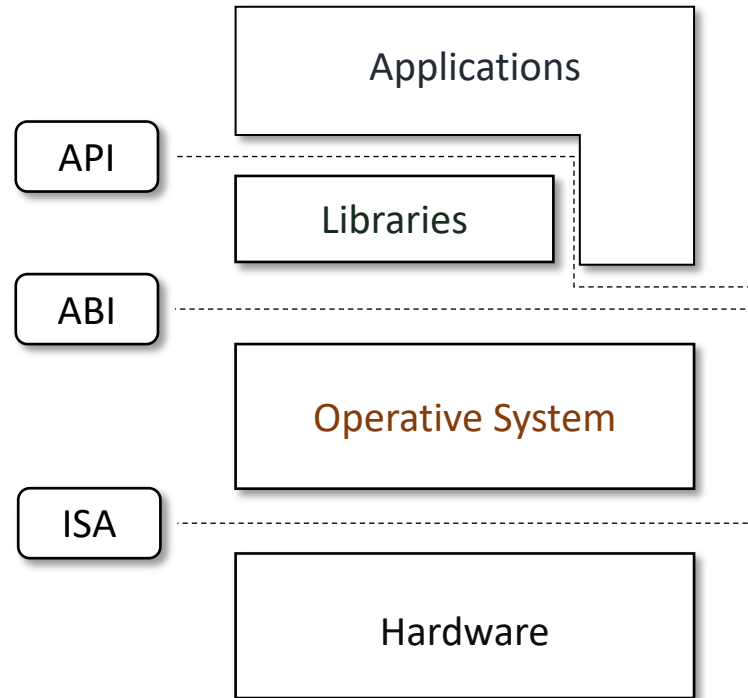 Applications
API
Libraries
ABI
Operative System
ISA
Hardware